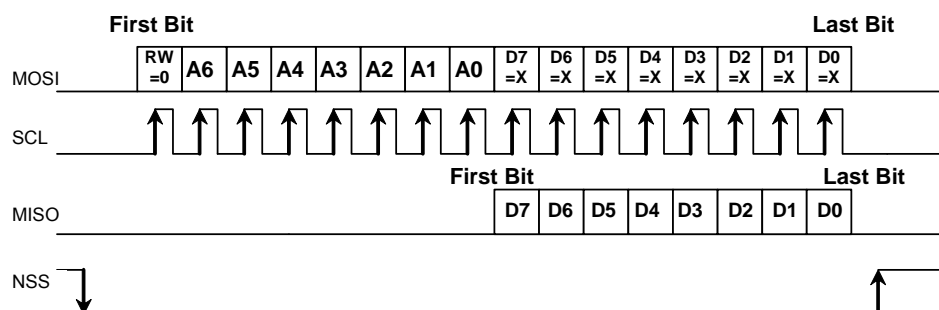 First Bit Last Bit
MOSI RW =0 A6 A5 A4 A3 A2 A1 A0 D7 =X D6 =X D5 =X D4 =X D3 =X D2 =X D1 =X D0 =X
SCL
First Bit Last Bit
MISO D7 D6 D5 D4 D3 D2 D1 D0
NSS